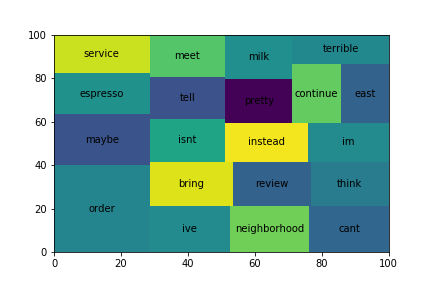 100
service
meet
milk
terrible
80
espresso
tell
pretty
continue
east
60
maybe
isnt
instead
im
40
order
bring
review
think
20
ive
neighborhood
cant
0
0 20 40 60 80 100